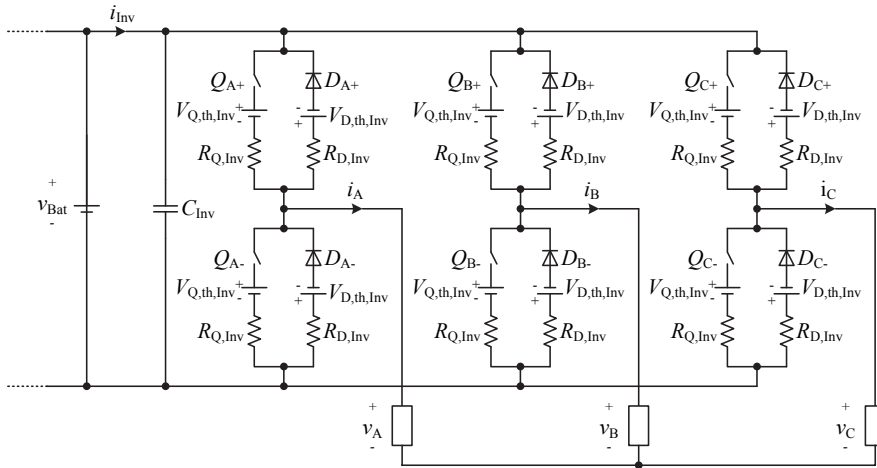 i_Inv
Q_A+ D_A+ Q_B+ D_B+ Q_C+ D_C+
V_Q,th,Inv + - - + V_D,th,Inv V_Q,th,Inv + - - + V_D,th,Inv V_Q,th,Inv + - - + V_D,th,Inv
R_Q,Inv R_D,Inv R_Q,Inv R_D,Inv R_Q,Inv R_D,Inv
i_A i_B i_C
+ v_Bat - C_Inv
Q_A- D_A- Q_B- D_B- Q_C- D_C-
V_Q,th,Inv + - - + V_D,th,Inv V_Q,th,Inv + - - + V_D,th,Inv V_Q,th,Inv + - - + V_D,th,Inv
R_Q,Inv R_D,Inv R_Q,Inv R_D,Inv R_Q,Inv R_D,Inv
+ + +
v_A v_B v_C
- - -